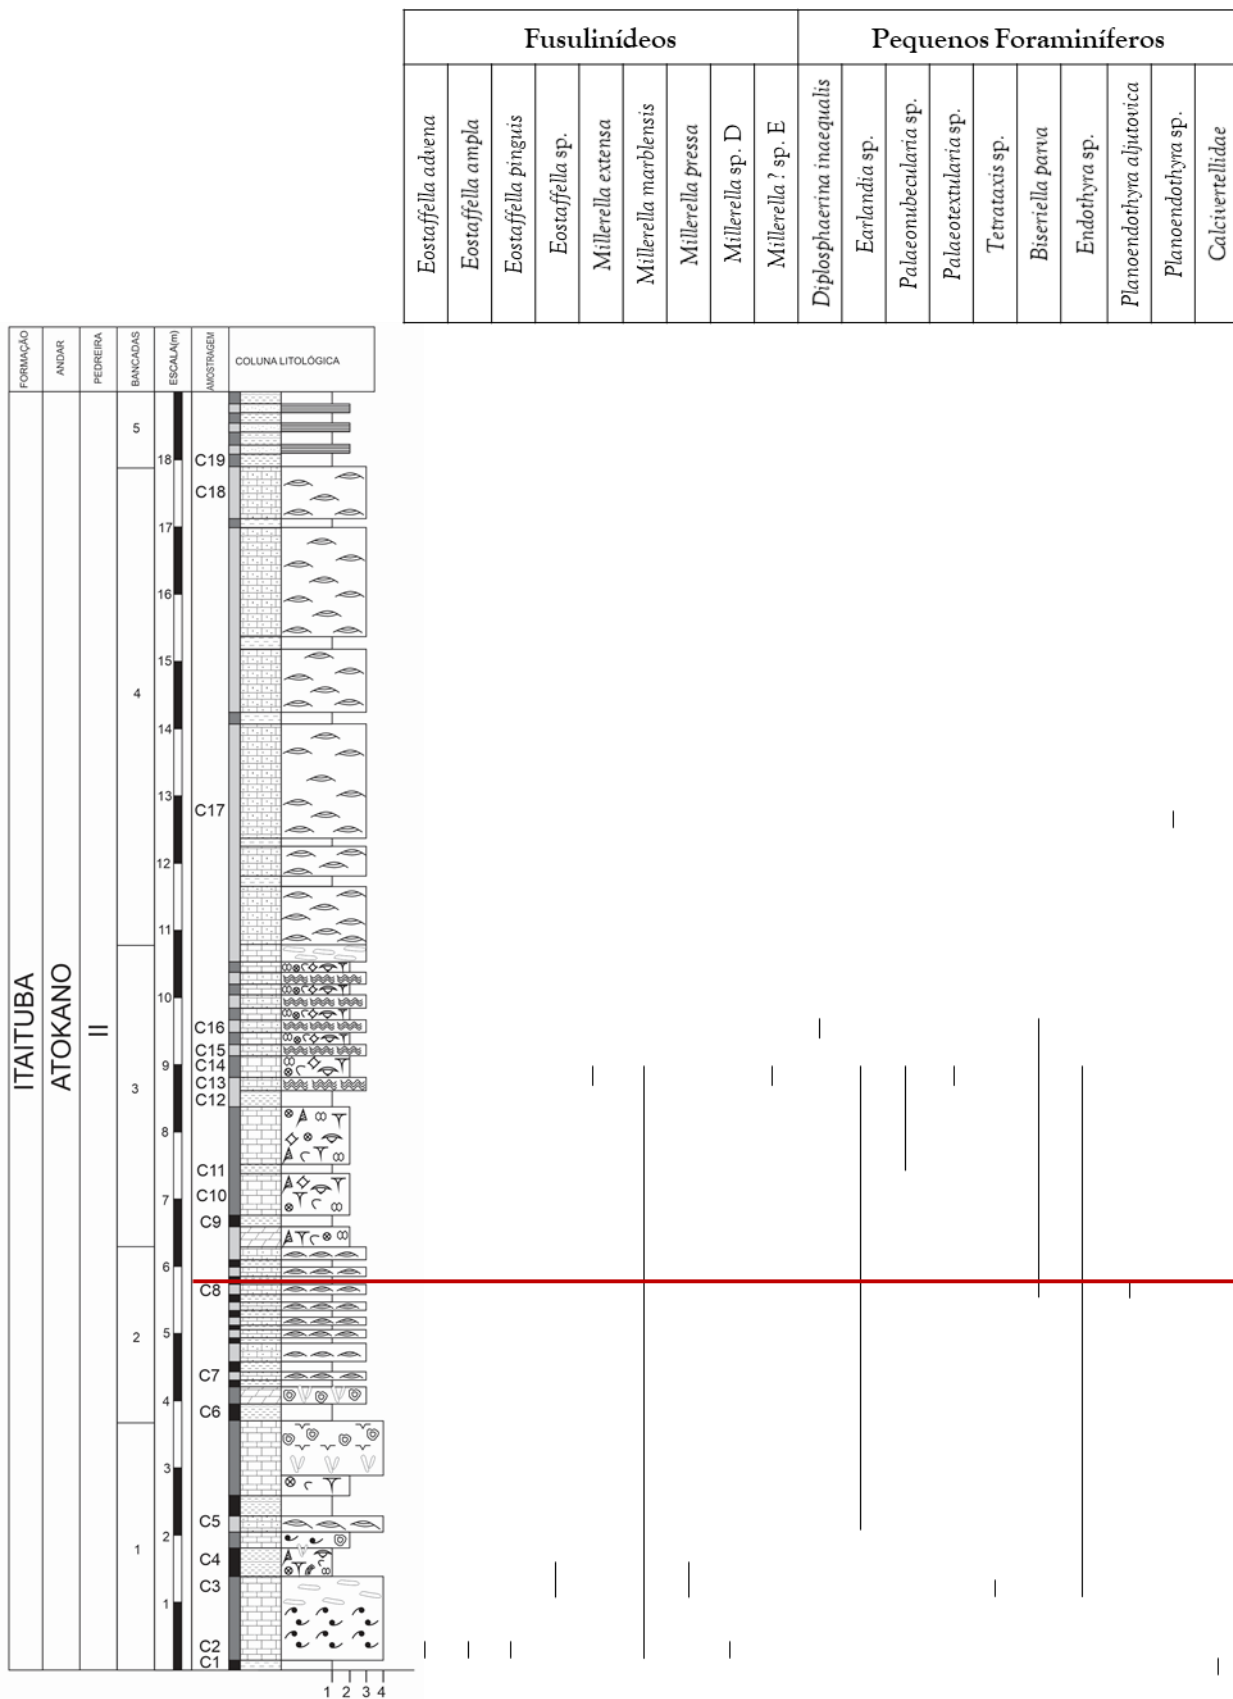 Fusulinídeos
Pequenos Foraminíferos
Eostaffella advena
Eostaffella ampla
Eostaffella pinguis
Eostaffella sp.
Millerella extensa
Millerella marblensis
Millerella pressa
Millerella sp. D
Millerella ? sp. E
Diplosphaerina inaequalis
Earlandia sp.
Palaeonubecularia sp.
Palaeotextularia sp.
Tetrataxis sp.
Biseriella parva
Endothyra sp.
Planoendothyra aljutovica
Planoendothyra sp.
Calcivertellidae
FORMAÇÃO
ANDAR
PEDREIRA
BANCADAS
ESCALA(m)
AMOSTRAGEM
COLUNA LITOLÓGICA
ITAITUBA
ATOKANO
II
5
4
3
2
1
18
17
16
15
14
13
12
11
10
9
8
7
6
5
4
3
2
1
C19
C18
C17
C16
C15
C14
C13
C12
C11
C10
C9
C8
C7
C6
C5
C4
C3
C2
C1
1 2 3 4